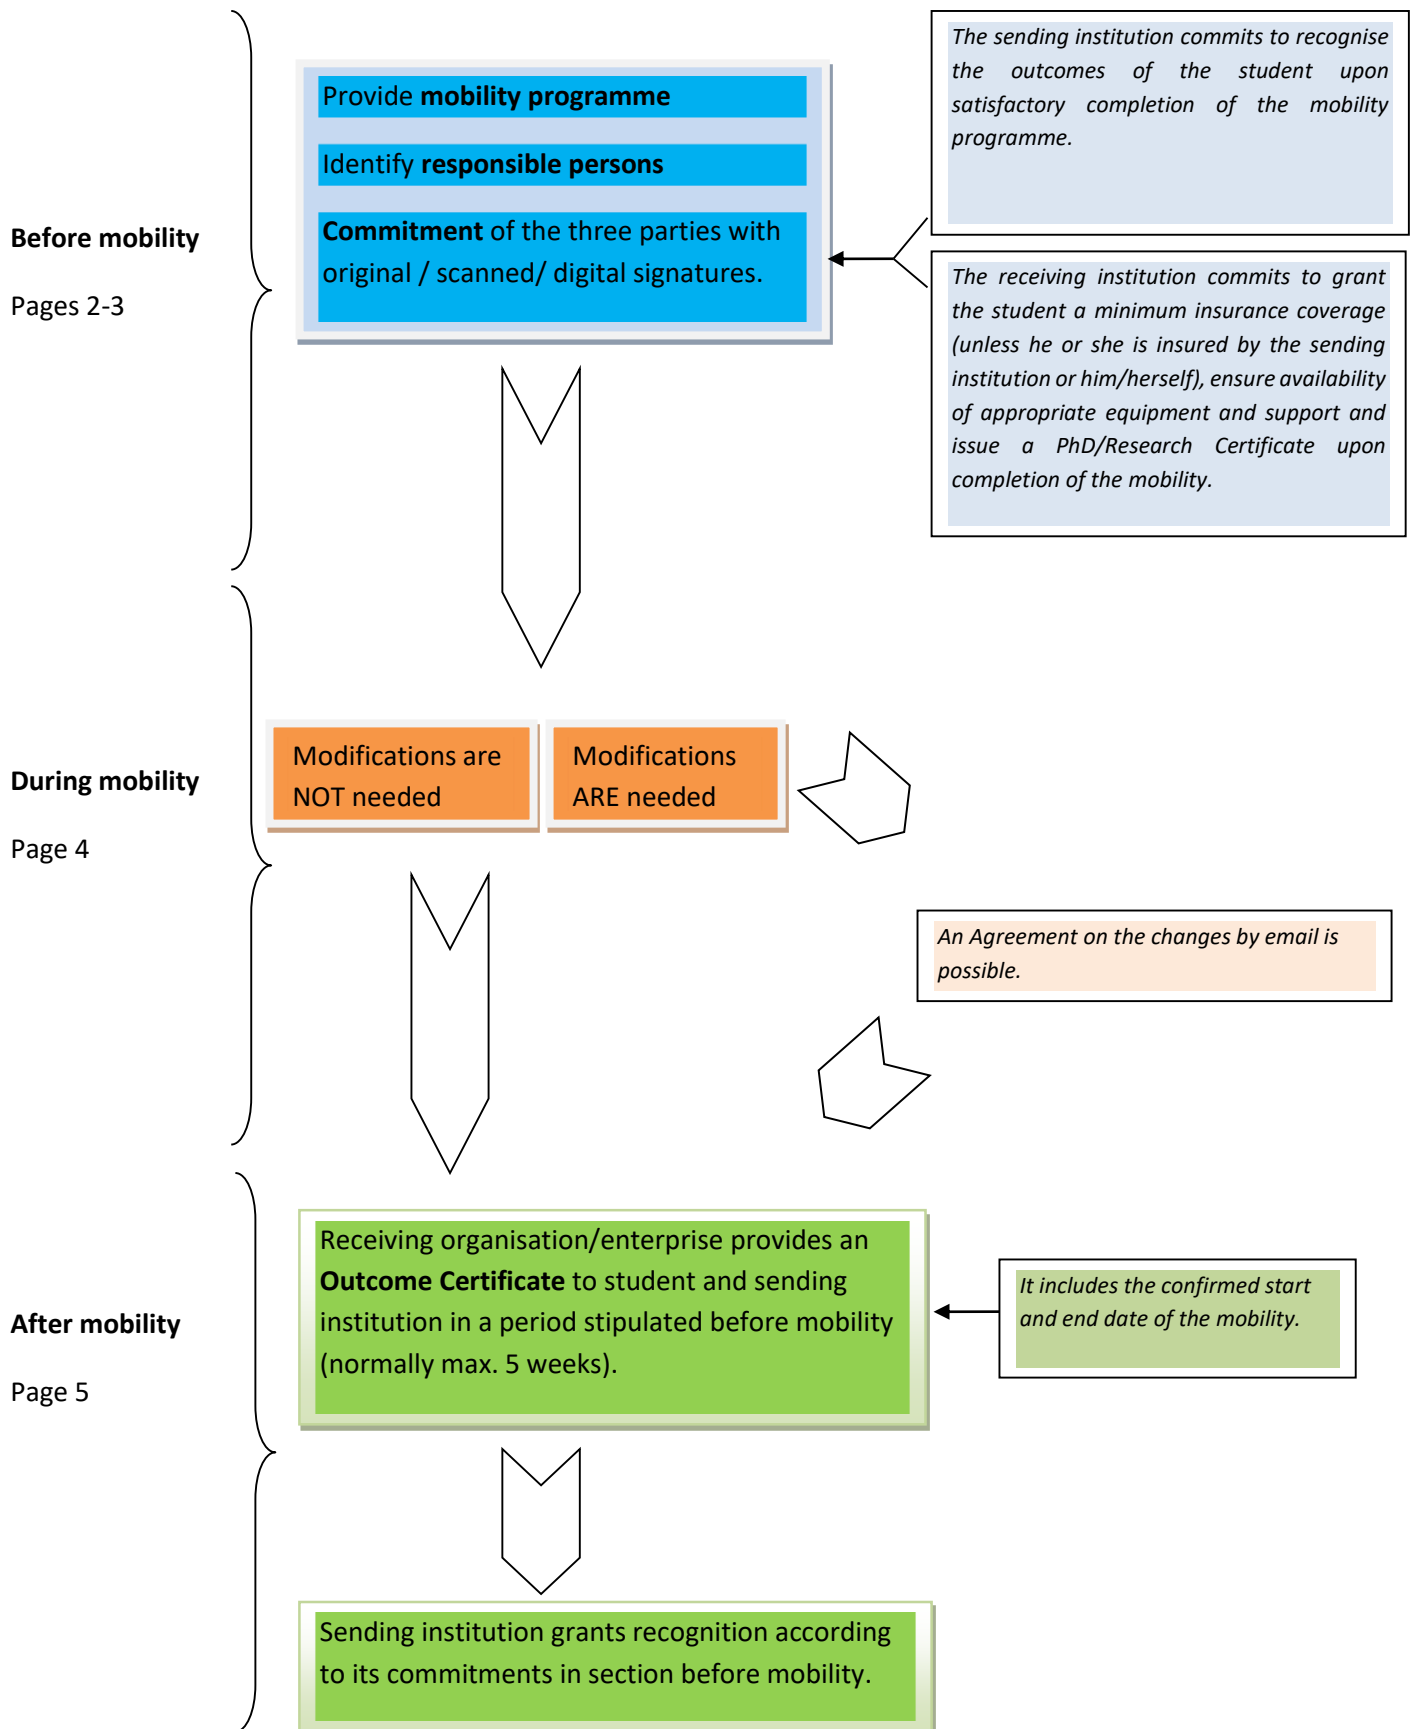 Provide mobility programme
Identify responsible persons
Commitment of the three parties with
original / scanned/ digital signatures.
The sending institution commits to recognise
the outcomes of the student upon
satisfactory completion of the mobility
programme.
Before mobility
Pages 2-3
The receiving institution commits to grant
the student a minimum insurance coverage
(unless he or she is insured by the sending
institution or him/herself), ensure availability
of appropriate equipment and support and
issue a PhD/Research Certificate upon
completion of the mobility.
During mobility
Page 4
Modifications are
NOT needed
Modifications
ARE needed
An Agreement on the changes by email is
possible.
After mobility
Page 5
Receiving organisation/enterprise provides an
Outcome Certificate to student and sending
institution in a period stipulated before mobility
(normally max. 5 weeks).
It includes the confirmed start
and end date of the mobility.
Sending institution grants recognition according
to its commitments in section before mobility.